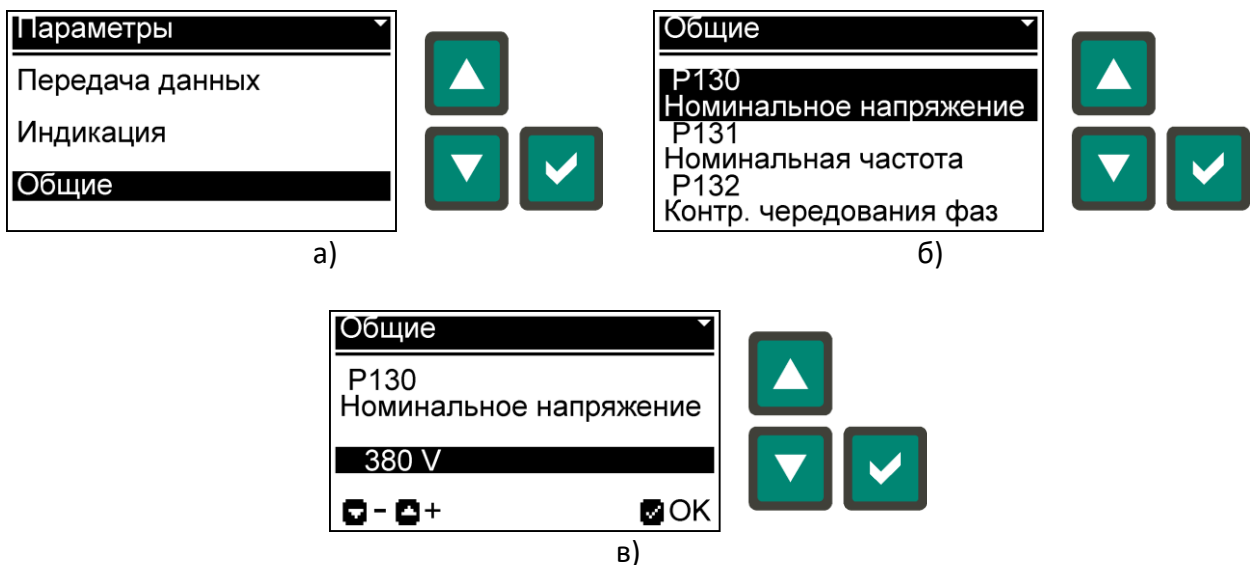 Параметры
Передача данных
Индикация
Общие
а)
Общие
P130
Номинальное напряжение
P131
Номинальная частота
P132
Контр. чередования фаз
б)
Общие
P130
Номинальное напряжение
380 V
- +
OK
в)